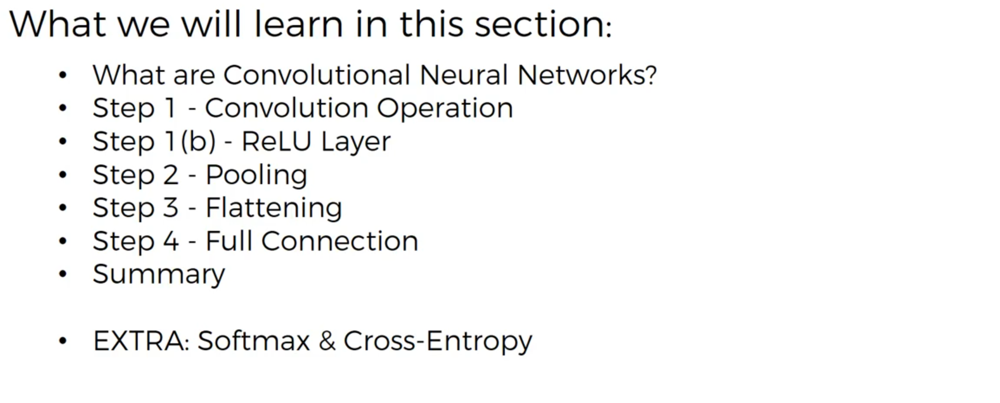 What we will learn in this section:
• What are Convolutional Neural Networks?
• Step 1 - Convolution Operation
• Step 1(b) - ReLU Layer
• Step 2 - Pooling
• Step 3 - Flattening
• Step 4 - Full Connection
• Summary
• EXTRA: Softmax & Cross-Entropy